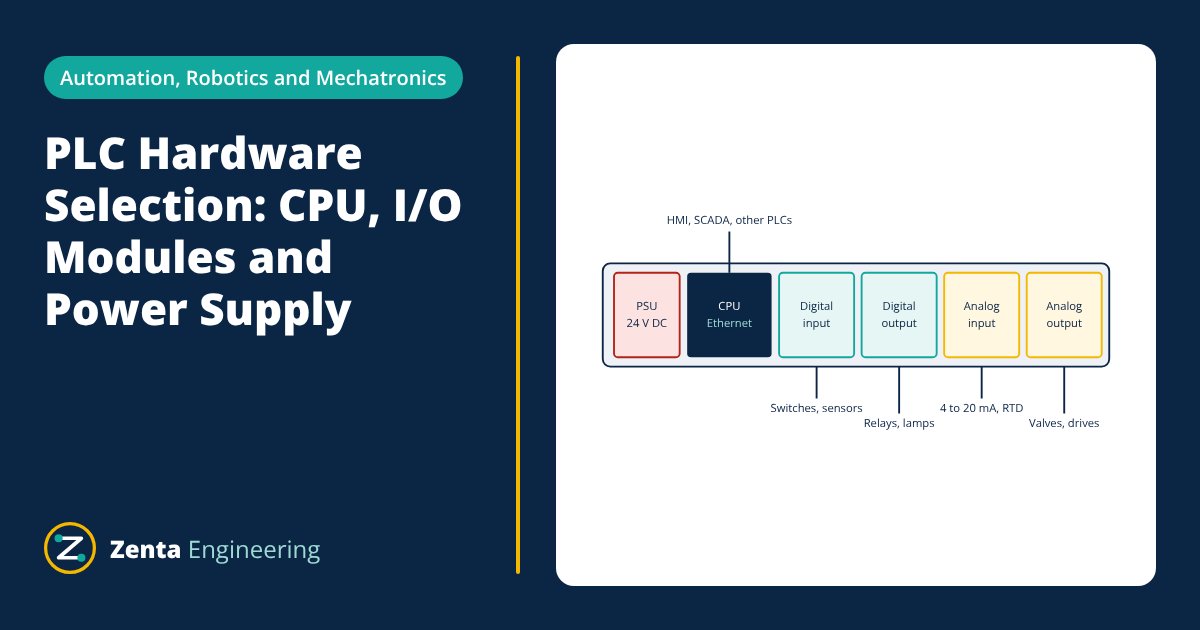 Automation, Robotics and Mechatronics
PLC Hardware
Selection: CPU, I/O
Modules and
Power Supply
Zenta Engineering
HMI, SCADA, other PLCs
PSU
24 V DC
CPU
Ethernet
Digital
input
Digital
output
Analog
input
Analog
output
Switches, sensors
Relays, lamps
4 to 20 mA, RTD
Valves, drives